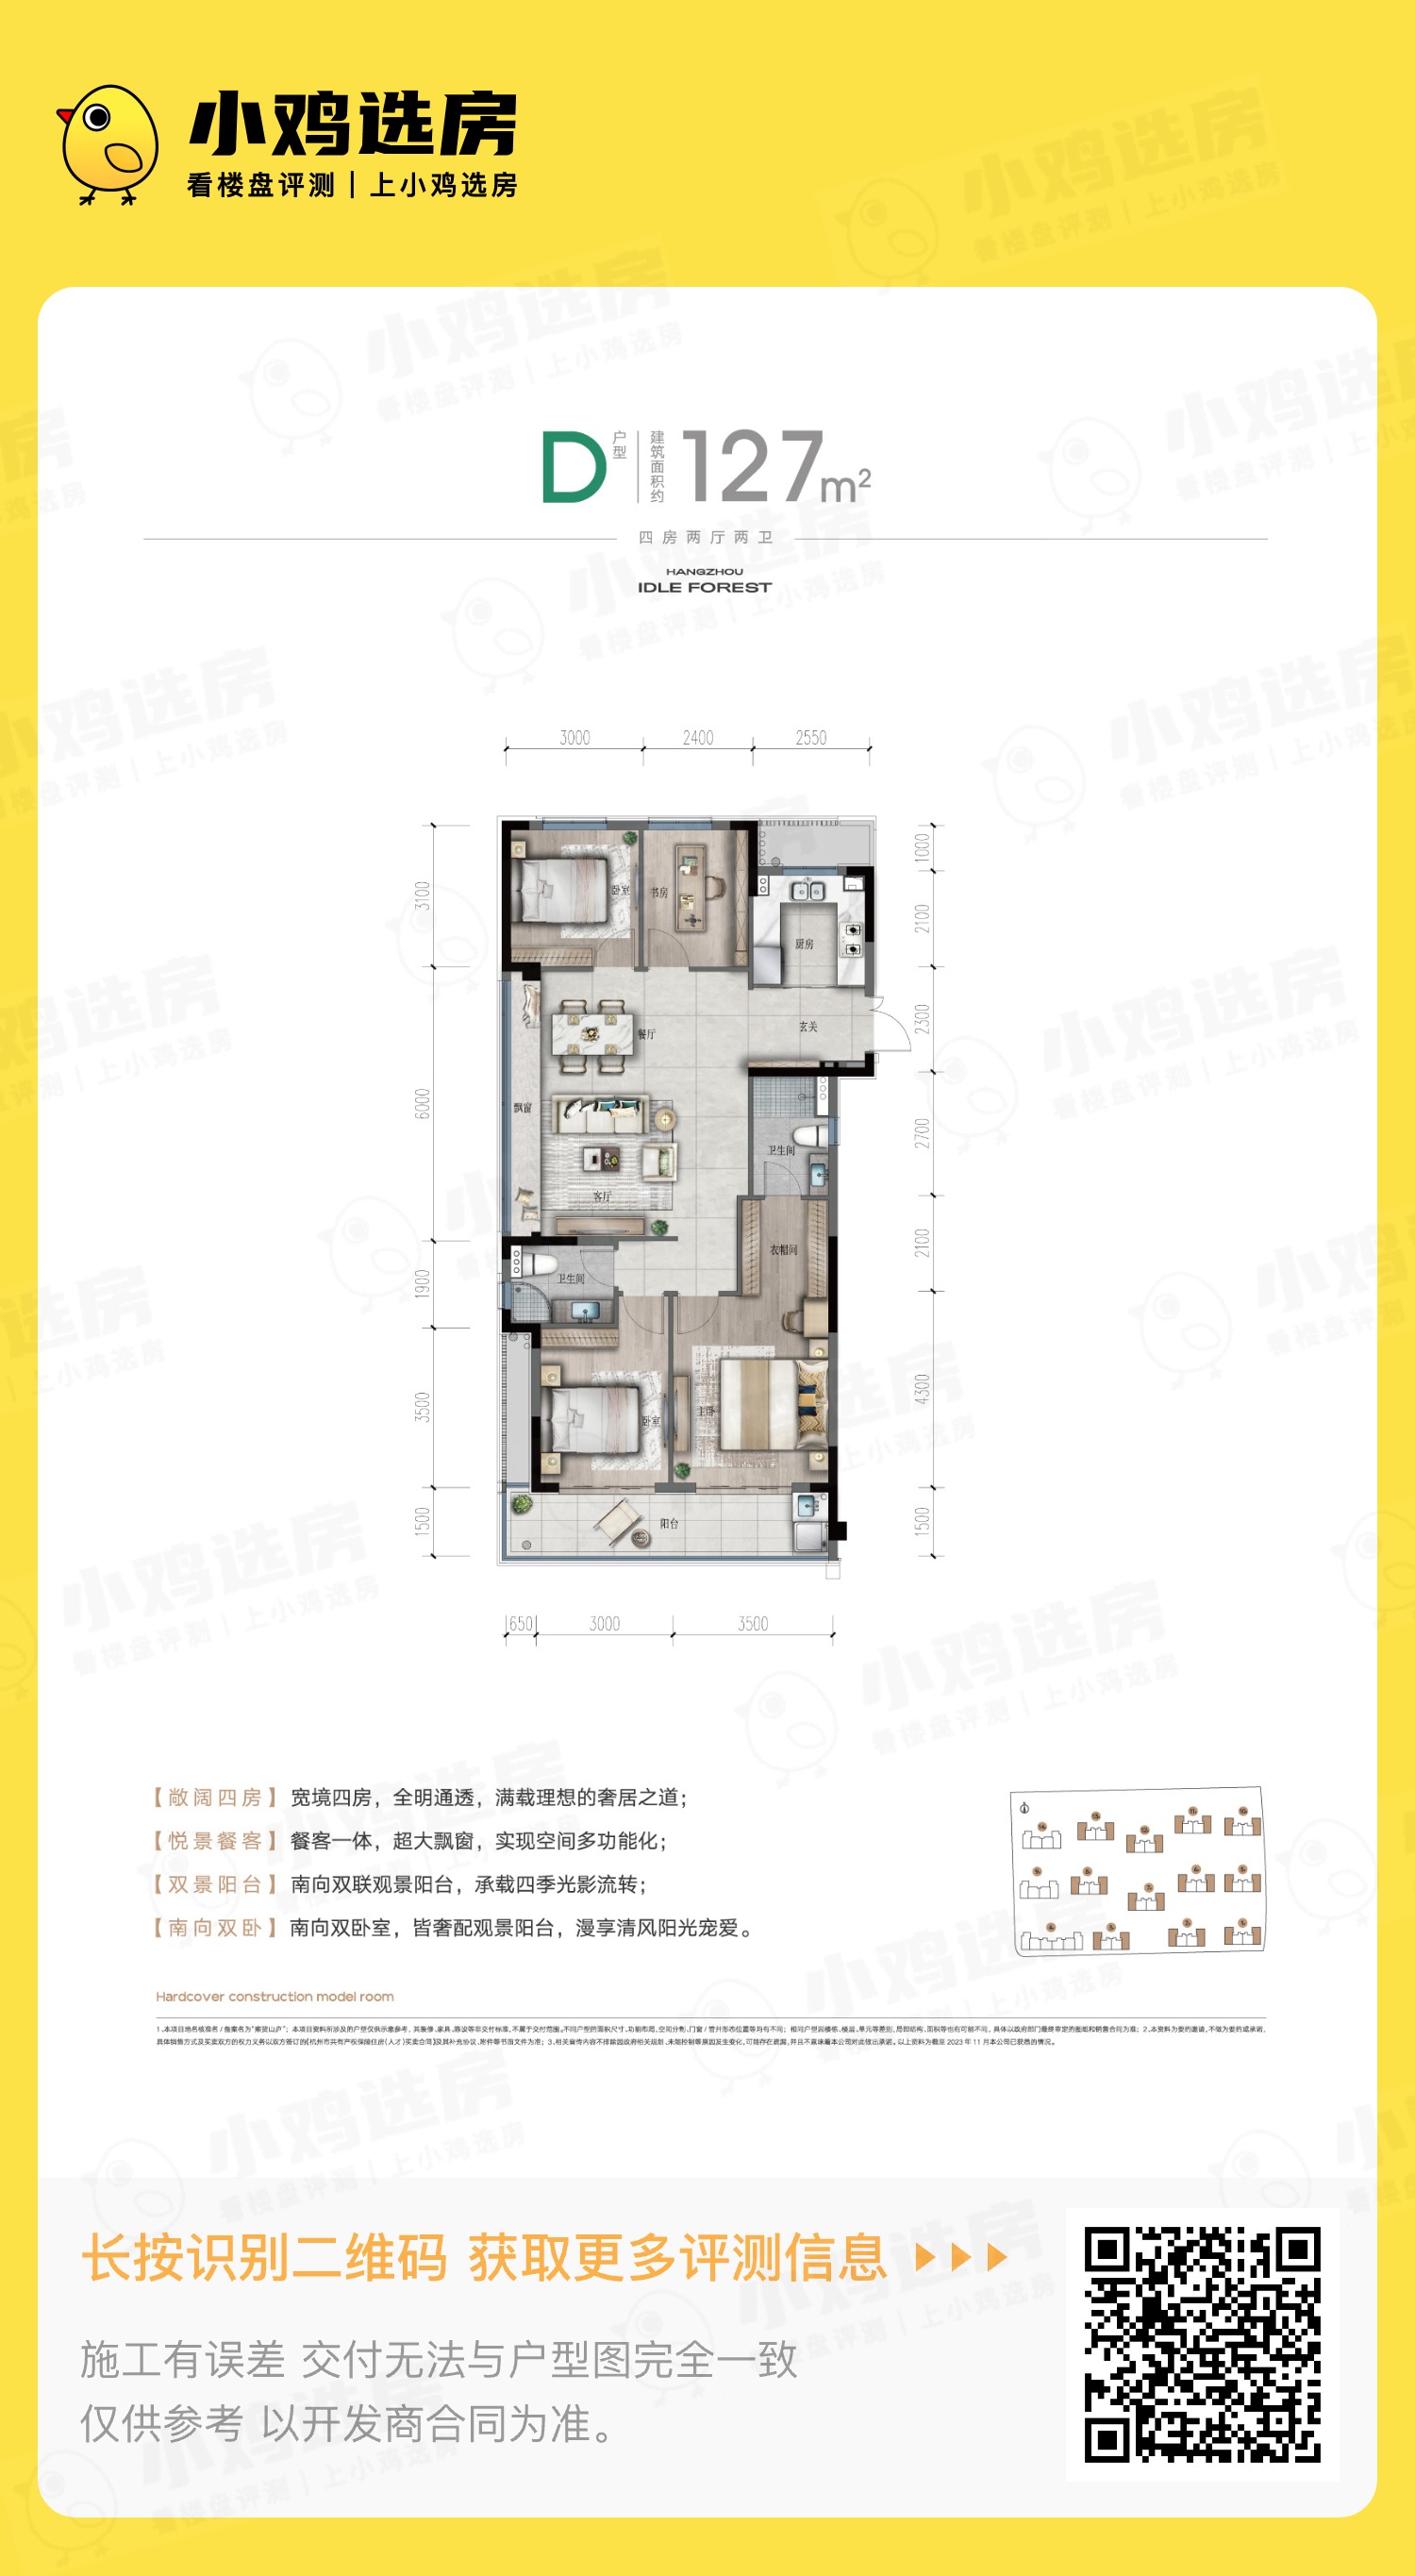 小鸡选房
看楼盘评测｜上小鸡选房
D 户型 建筑面积约 127m²
四房两厅两卫
HANGZHOU
IDLE FOREST
3000 2400 2550
卧室 书房
厨房
玄关
餐厅
飘窗
卫生间
客厅
衣帽间
卫生间
主卧
卧室
阳台
3100
6000
1900
3500
1500
1000
2100
2300
2700
2100
4300
1500
650 3000 3500
【敞阔四房】宽境四房，全明通透，满载理想的奢居之道；
【悦景餐客】餐客一体，超大飘窗，实现空间多功能化；
【双景阳台】南向双联观景阳台，承载四季光影流转；
【南向双卧】南向双卧室，皆奢配观景阳台，漫享清风阳光宠爱。
Hardcover construction model room
长按识别二维码 获取更多评测信息
施工有误差 交付无法与户型图完全一致
仅供参考 以开发商合同为准。